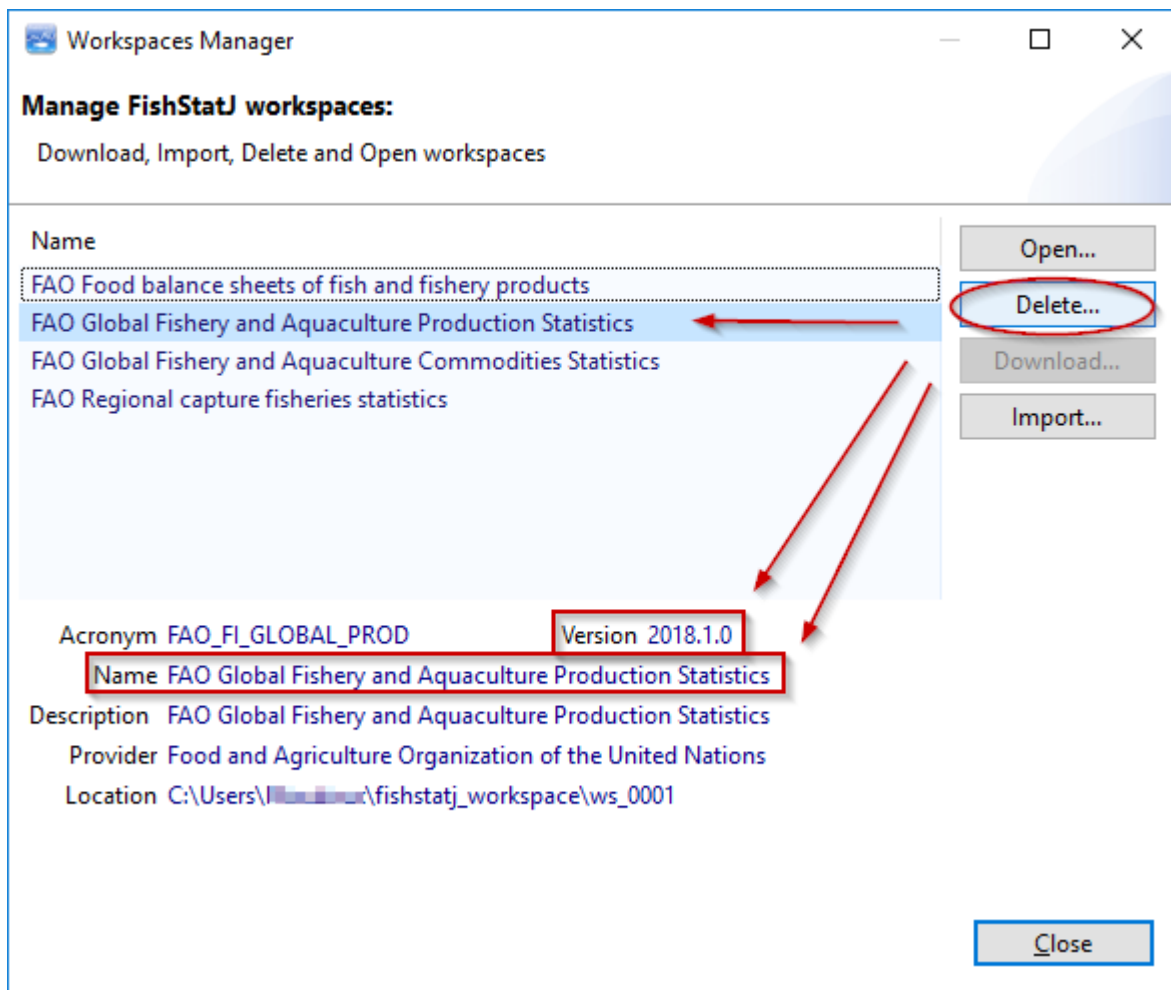 Workspaces Manager
Manage FishStatJ workspaces:
Download, Import, Delete and Open workspaces
Name
FAO Food balance sheets of fish and fishery products
FAO Global Fishery and Aquaculture Production Statistics
FAO Global Fishery and Aquaculture Commodities Statistics
FAO Regional capture fisheries statistics
Open...
Delete...
Download...
Import...
Acronym FAO_FI_GLOBAL_PROD Version 2018.1.0
Name FAO Global Fishery and Aquaculture Production Statistics
Description FAO Global Fishery and Aquaculture Production Statistics
Provider Food and Agriculture Organization of the United Nations
Location C:\Users\ \fishstatj_workspace\ws_0001
Close